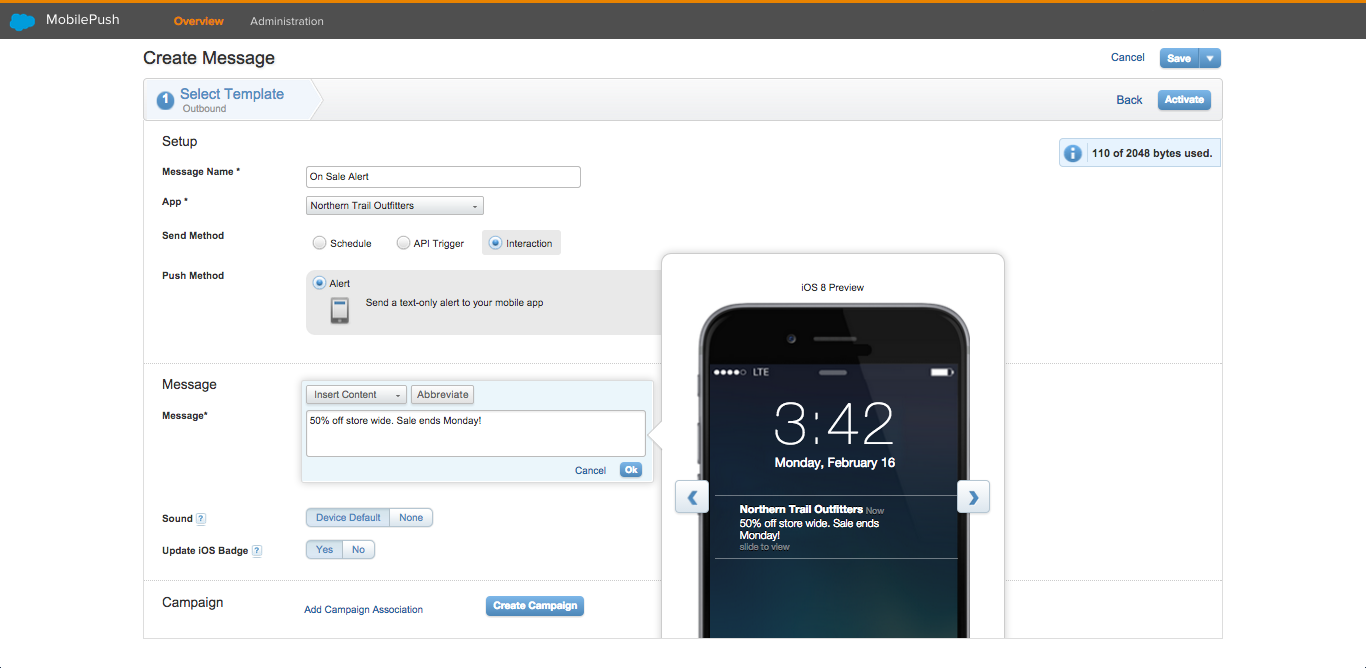 MobilePush
Overview
Administration
Create Message
Cancel
Save
1
Select Template
Outbound
Back
Activate
Setup
110 of 2048 bytes used.
Message Name *
On Sale Alert
App *
Northern Trail Outfitters
Send Method
Schedule
API Trigger
Interaction
Push Method
Alert
Send a text-only alert to your mobile app
iOS 8 Preview
LTE
3:42
Monday, February 16
Northern Trail Outfitters Now
50% off store wide. Sale ends
Monday!
slide to view
Message
Insert Content
Abbreviate
Message*
50% off store wide. Sale ends Monday!
Cancel
Ok
Sound ?
Device Default
None
Update iOS Badge ?
Yes
No
Campaign
Add Campaign Association
Create Campaign